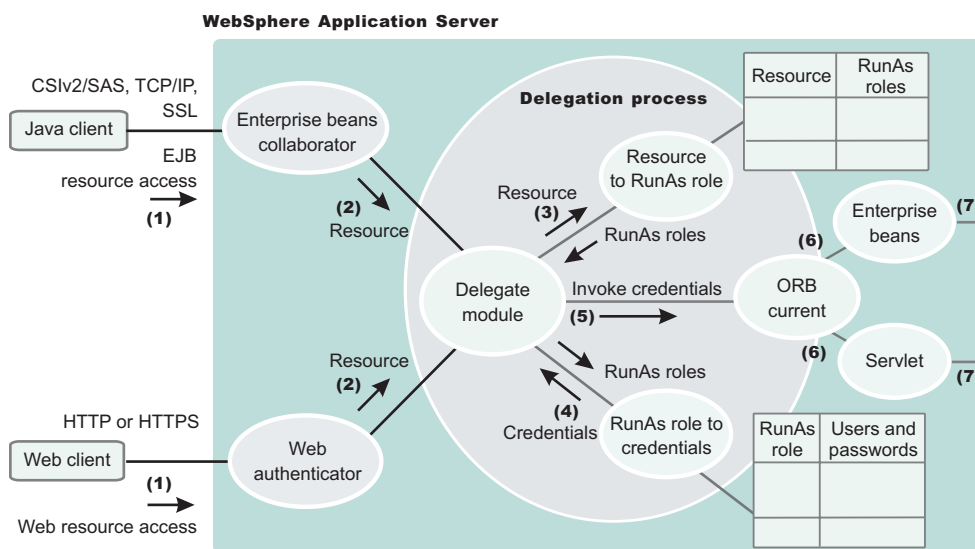 WebSphere Application Server
CSIv2/SAS, TCP/IP,
SSL
Java client
EJB
resource access
(1)
Enterprise beans
collaborator
(2)
Resource
Delegation process
Resource
to RunAs role
Resource
(3)
RunAs roles
Resource
RunAs
roles
Delegate
module
Invoke credentials
(5)
ORB
current
(6)
Enterprise
beans
(7
(6)
Servlet
(7
Resource
(2)
RunAs roles
(4)
Credentials
RunAs role to
credentials
RunAs
role
Users and
passwords
HTTP or HTTPS
Web client
(1)
Web resource access
Web
authenticator